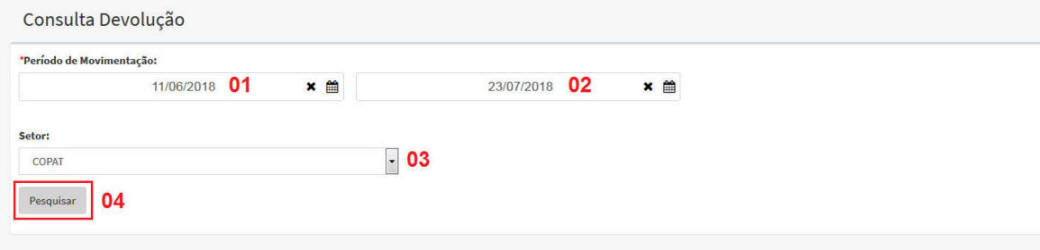 Consulta Devolução
*Período de Movimentação:
11/06/2018 01 23/07/2018 02
Setor:
COPAT 03
Pesquisar 04